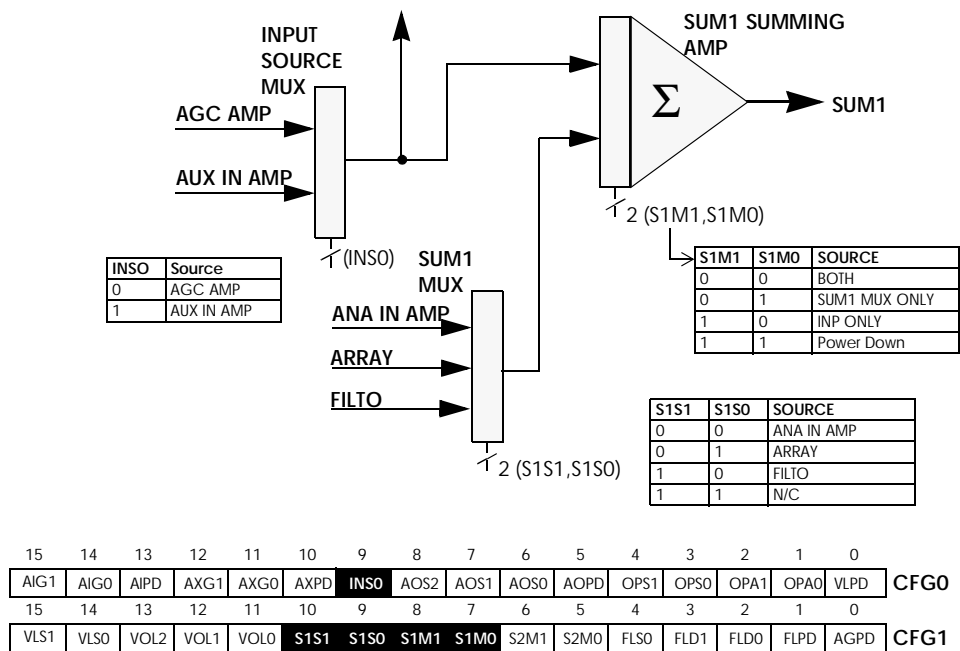 INPUT
SOURCE
MUX
SUM1 SUMMING
AMP
AGC AMP
AUX IN AMP
Σ
SUM1
2 (S1M1,S1M0)
(INS0)
INSO Source
0 AGC AMP
1 AUX IN AMP
SUM1
MUX
S1M1 S1M0 SOURCE
0 0 BOTH
0 1 SUM1 MUX ONLY
1 0 INP ONLY
1 1 Power Down
ANA IN AMP
ARRAY
FILTO
2 (S1S1,S1S0)
S1S1 S1S0 SOURCE
0 0 ANA IN AMP
0 1 ARRAY
1 0 FILTO
1 1 N/C
15 14 13 12 11 10 9 8 7 6 5 4 3 2 1 0
AIG1 AIG0 AIPD AXG1 AXG0 AXPD INS0 AOS2 AOS1 AOS0 AOPD OPS1 OPS0 OPA1 OPA0 VLPD CFG0
15 14 13 12 11 10 9 8 7 6 5 4 3 2 1 0
VLS1 VLS0 VOL2 VOL1 VOL0 S1S1 S1S0 S1M1 S1M0 S2M1 S2M0 FLS0 FLD1 FLD0 FLPD AGPD CFG1